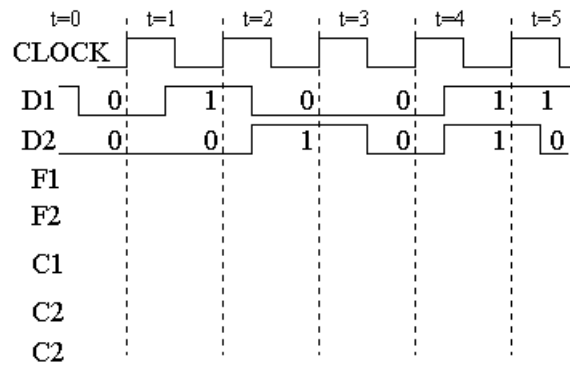 t=0 t=1 t=2 t=3 t=4 t=5
CLOCK
D1 0 1 0 0 1 1
D2 0 0 1 0 1 0
F1
F2
C1
C2
C2